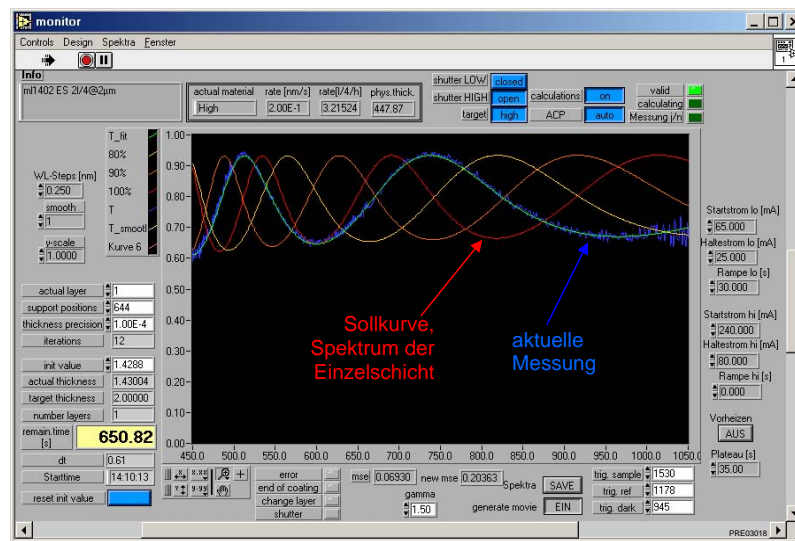 monitor
Controls Design Spektra Fenster
Info
ml1402 ES 2l/4@2µm
actual material rate [nm/s] rate[l/4/h] phys.thick.
High 2.00E-1 3.21524 447.87
shutter LOW closed
shutter HIGH open calculations on
target high ACP auto
valid
calculating
Messung j/n
1
T_fit
80%
90%
100%
T
T_smooth
Kurve 6
WL-Steps [nm]
0.250
smooth
1
y-scale
1.0000
1.00
0.90
0.80
0.70
0.60
0.50
0.40
0.30
0.20
0.10
0.00
450.0 500.0 550.0 600.0 650.0 700.0 750.0 800.0 850.0 900.0 950.0 1000.0 1050.0
Sollkurve,
Spektrum der
Einzelschicht
aktuelle
Messung
actual layer 1
support positions 644
thickness precision 1.00E-4
iterations 12
init value 1.4288
actual thickness 1.43004
target thickness 2.00000
number layers 1
remain.time
[s]
650.82
dt 0.61
Starttime 14:10:13
reset init value
Startstrom lo [mA]
65.000
Haltestrom lo [mA]
25.000
Rampe lo [s]
30.000
Startstrom hi [mA]
240.000
Haltestrom hi [mA]
80.000
Rampe hi [s]
0.000
Vorheizen
AUS
Plateau [s]
35.00
X X.XX
Y Y.YY
error
end of coating
change layer
shutter
mse 0.06930 new mse 0.20363
gamma
1.50
Spektra SAVE
generate movie EIN
trig. sample 1530
trig. ref 1178
trig. dark 945
PRE03018